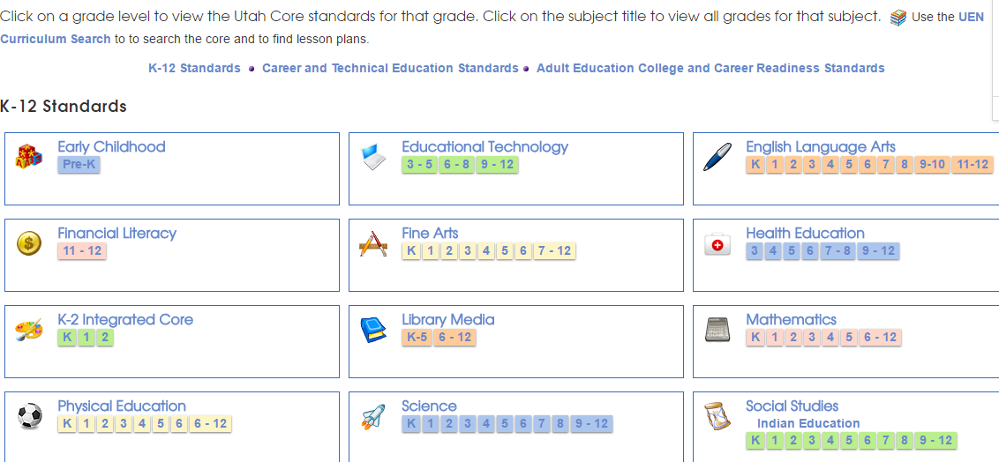 Click on a grade level to view the Utah Core standards for that grade. Click on the subject title to view all grades for that subject. Use the UEN
Curriculum Search to to search the core and to find lesson plans.
K-12 Standards • Career and Technical Education Standards • Adult Education College and Career Readiness Standards
K-12 Standards
Early Childhood
Pre-K
Educational Technology
3 - 5 6 - 8 9 - 12
English Language Arts
K 1 2 3 4 5 6 7 8 9-10 11-12
Financial Literacy
11 - 12
Fine Arts
K 1 2 3 4 5 6 7 - 12
Health Education
3 4 5 6 7 - 8 9 - 12
K-2 Integrated Core
K 1 2
Library Media
K-5 6 - 12
Mathematics
K 1 2 3 4 5 6 - 12
Physical Education
K 1 2 3 4 5 6 6 - 12
Science
K 1 2 3 4 5 6 7 8 9 - 12
Social Studies
Indian Education
K 1 2 3 4 5 6 7 8 9 - 12